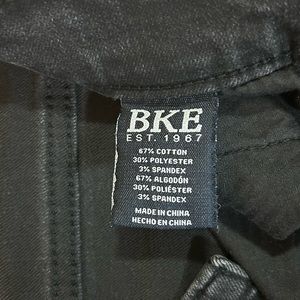 BKE
EST. 1967
67% COTTON
30% POLYESTER
3% SPANDEX
67% ALGODÓN
30% POLIÉSTER
3% SPANDEX
MADE IN CHINA
HECHO EN CHINA